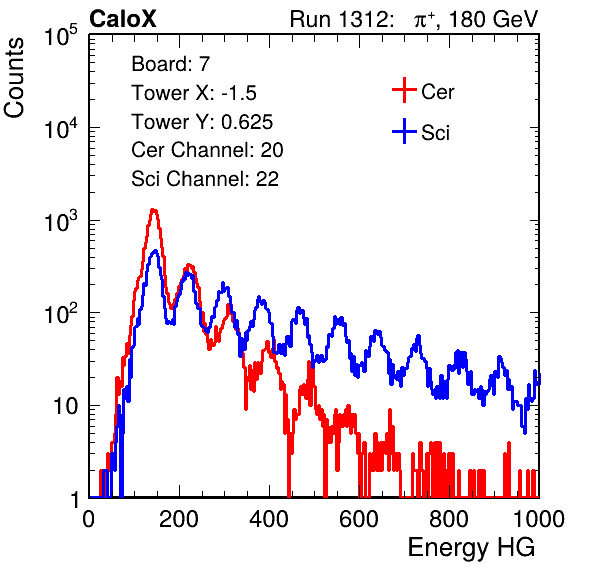 CaloX Run 1312: π⁺, 180 GeV
Counts
10⁵
10⁴
10³
10²
10
1
Board: 7
Tower X: -1.5
Tower Y: 0.625
Cer Channel: 20
Sci Channel: 22
Cer
Sci
0 200 400 600 800 1000
Energy HG